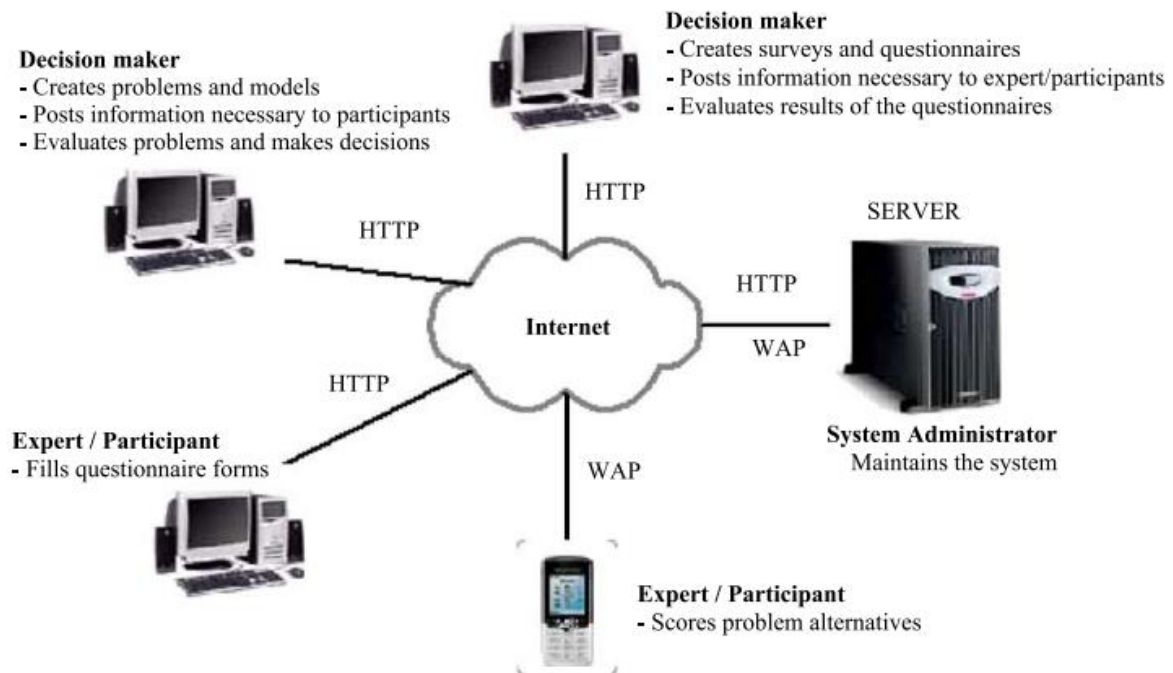 Decision maker
- Creates problems and models
- Posts information necessary to participants
- Evaluates problems and makes decisions
Decision maker
- Creates surveys and questionnaires
- Posts information necessary to expert/participants
- Evaluates results of the questionnaires
HTTP
HTTP
SERVER
HTTP
Internet
WAP
HTTP
Expert / Participant
- Fills questionnaire forms
System Administrator
Maintains the system
WAP
Expert / Participant
- Scores problem alternatives